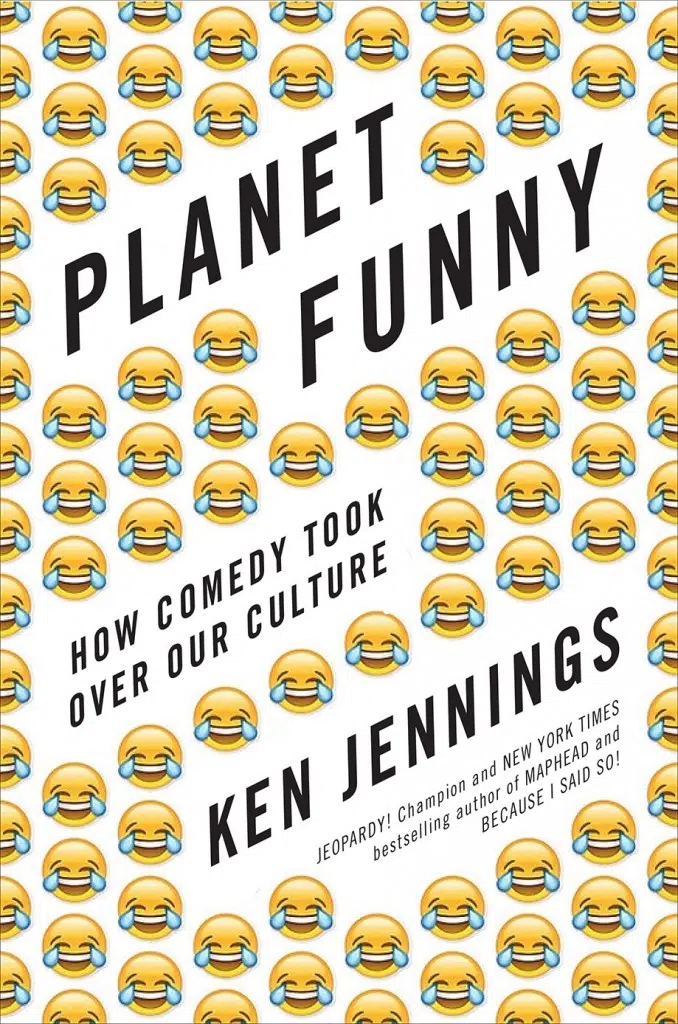 PLANET
FUNNY
HOW COMEDY TOOK
OVER OUR CULTURE
KEN JENNINGS
JEOPARDY! Champion and NEW YORK TIMES
bestselling author of MAPHEAD and
BECAUSE I SAID SO!